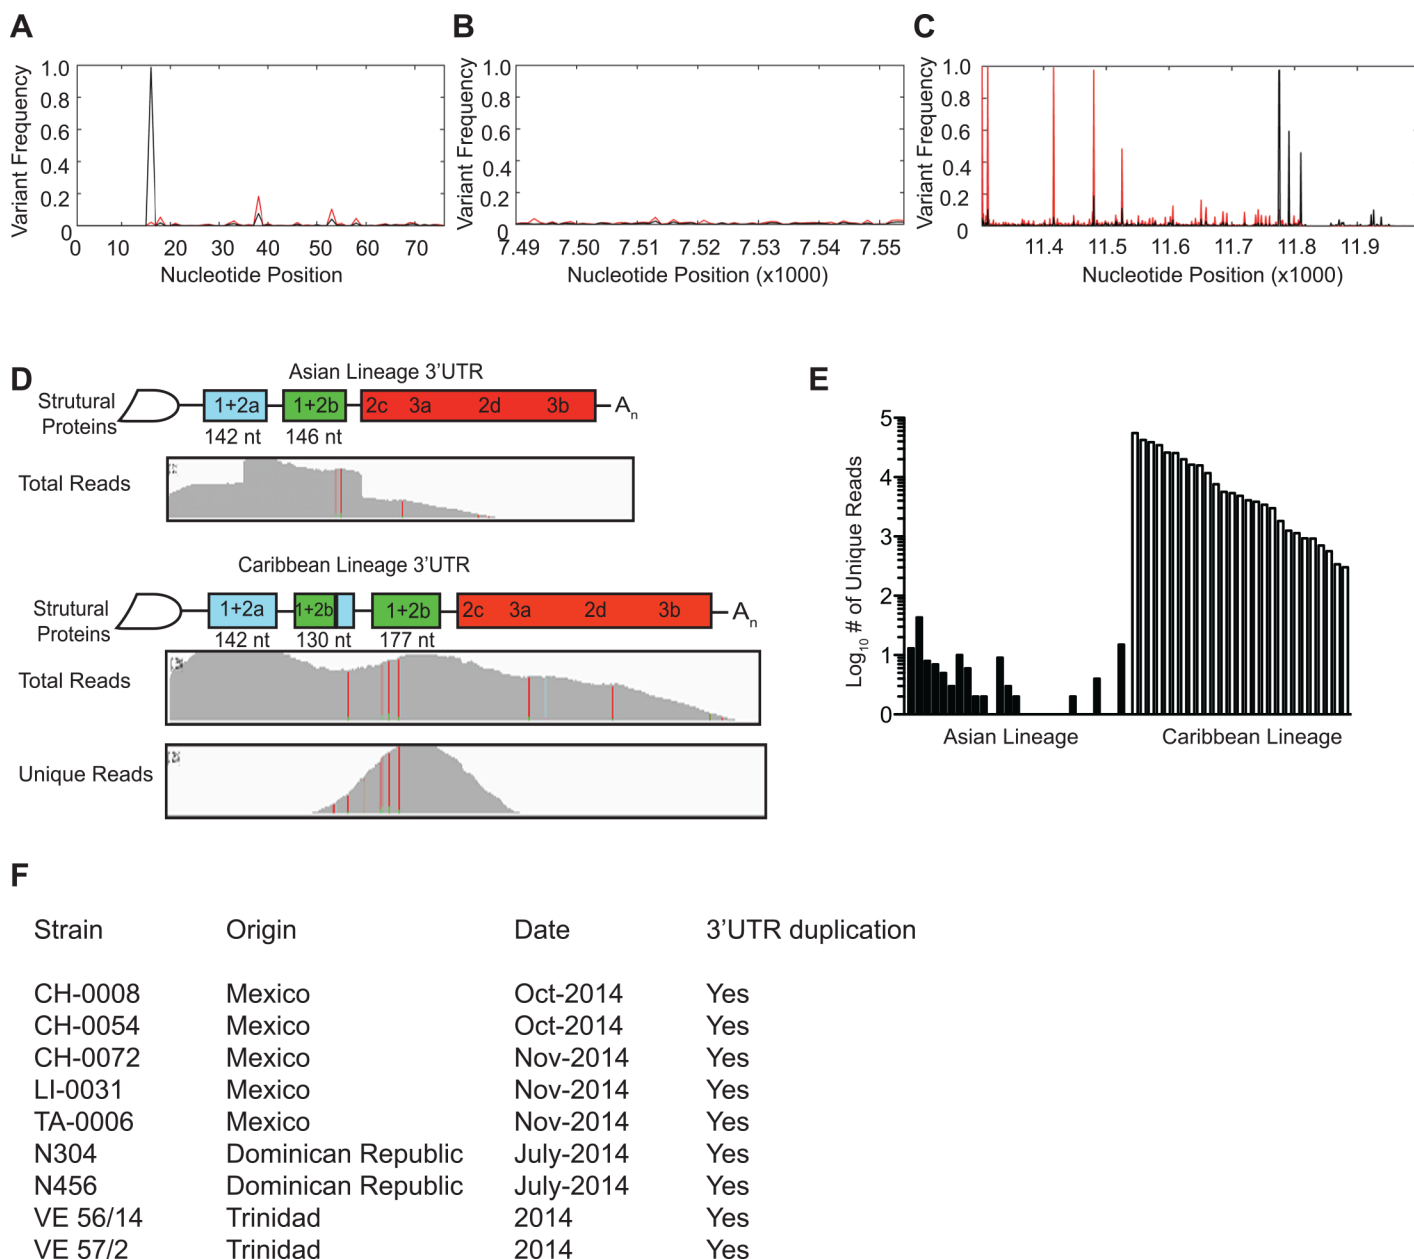 A
B
C
Variant Frequency
1.0
0.8
0.6
0.4
0.2
0
10
20
30
40
50
60
70
Nucleotide Position
Variant Frequency
1.0
0.8
0.6
0.4
0.2
0
7.49
7.50
7.51
7.52
7.53
7.54
7.55
Nucleotide Position (x1000)
Variant Frequency
1.0
0.8
0.6
0.4
0.2
0
11.4
11.5
11.6
11.7
11.8
11.9
Nucleotide Position (x1000)
D
Asian Lineage 3'UTR
Strutural
Proteins
1+2a
1+2b
2c
3a
2d
3b
An
142 nt
146 nt
Total Reads
Caribbean Lineage 3'UTR
Strutural
Proteins
1+2a
1+2b
1+2b
2c
3a
2d
3b
An
142 nt
130 nt
177 nt
Total Reads
Unique Reads
E
Log10 # of Unique Reads
5
4
3
2
1
0
Asian Lineage
Caribbean Lineage
F
Strain Origin Date 3'UTR duplication
CH-0008 Mexico Oct-2014 Yes
CH-0054 Mexico Oct-2014 Yes
CH-0072 Mexico Nov-2014 Yes
LI-0031 Mexico Nov-2014 Yes
TA-0006 Mexico Nov-2014 Yes
N304 Dominican Republic July-2014 Yes
N456 Dominican Republic July-2014 Yes
VE 56/14 Trinidad 2014 Yes
VE 57/2 Trinidad 2014 Yes